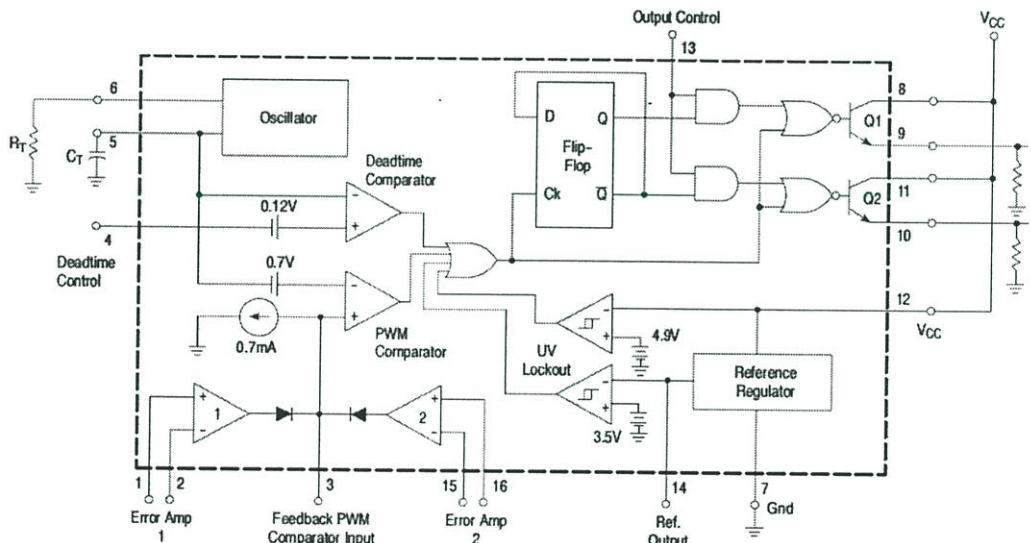 Output Control
VCC
13
6
Oscillator
8
D
Q
Q1
RT
5
CT
Flip-
Flop
9
Deadtime
Comparator
11
0.12V
Ck
Q
Q2
4
10
Deadtime
Control
0.7V
12
VCC
0.7mA
PWM
Comparator
UV
Lockout
4.9V
Reference
Regulator
1
2
3.5V
1
2
3
15
16
14
7
Gnd
Error Amp
1
Feedback PWM
Comparator Input
Error Amp
2
Ref.
Output
- + - + + - + - - + - +